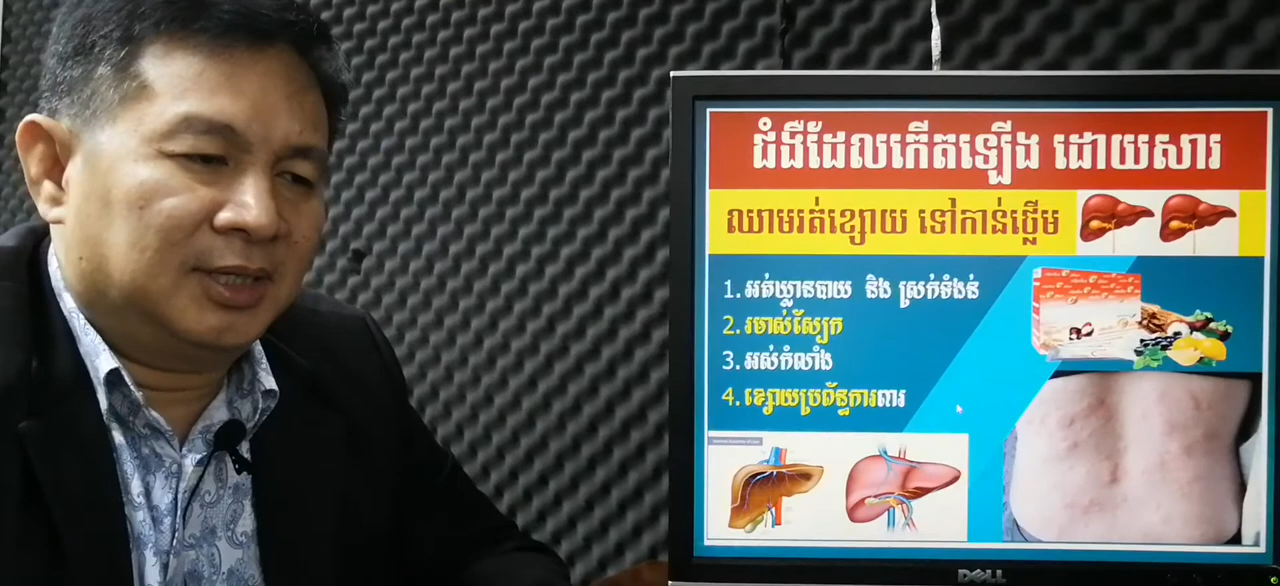 ជំងឺដែលកើតឡើង ដោយសារ
ឈាមរត់ខ្សោយ ទៅកាន់ថ្លើម
1. អត់ឃ្លានបាយ និង ស្រក់ទំងន់
2. រមាស់ស្បែក
3. អស់កំលាំង
4. ខ្សោយប្រព័ន្ធការពារ
DELL